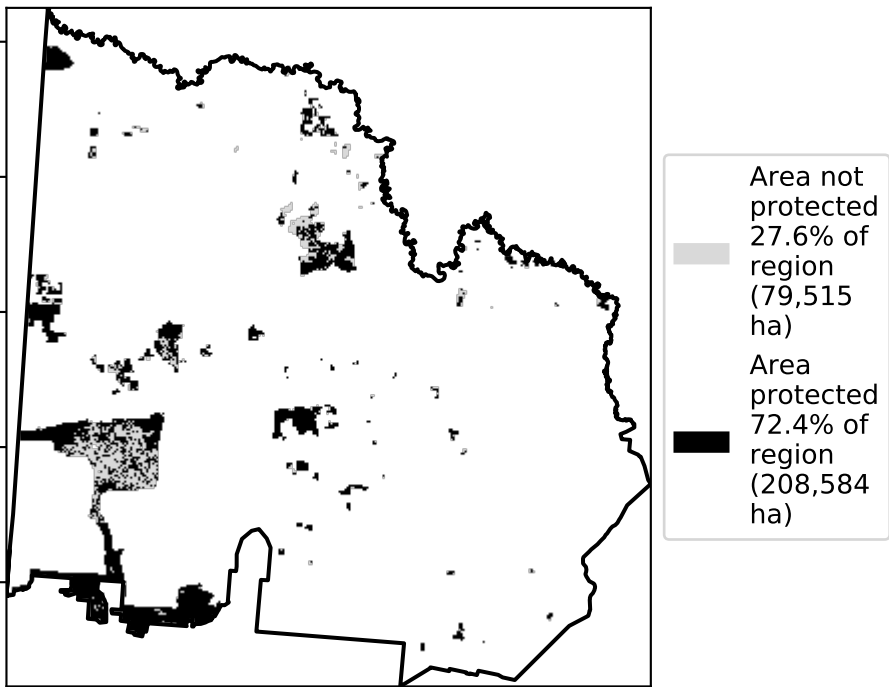 Area not
protected
27.6% of
region
(79,515
ha)
Area
protected
72.4% of
region
(208,584
ha)